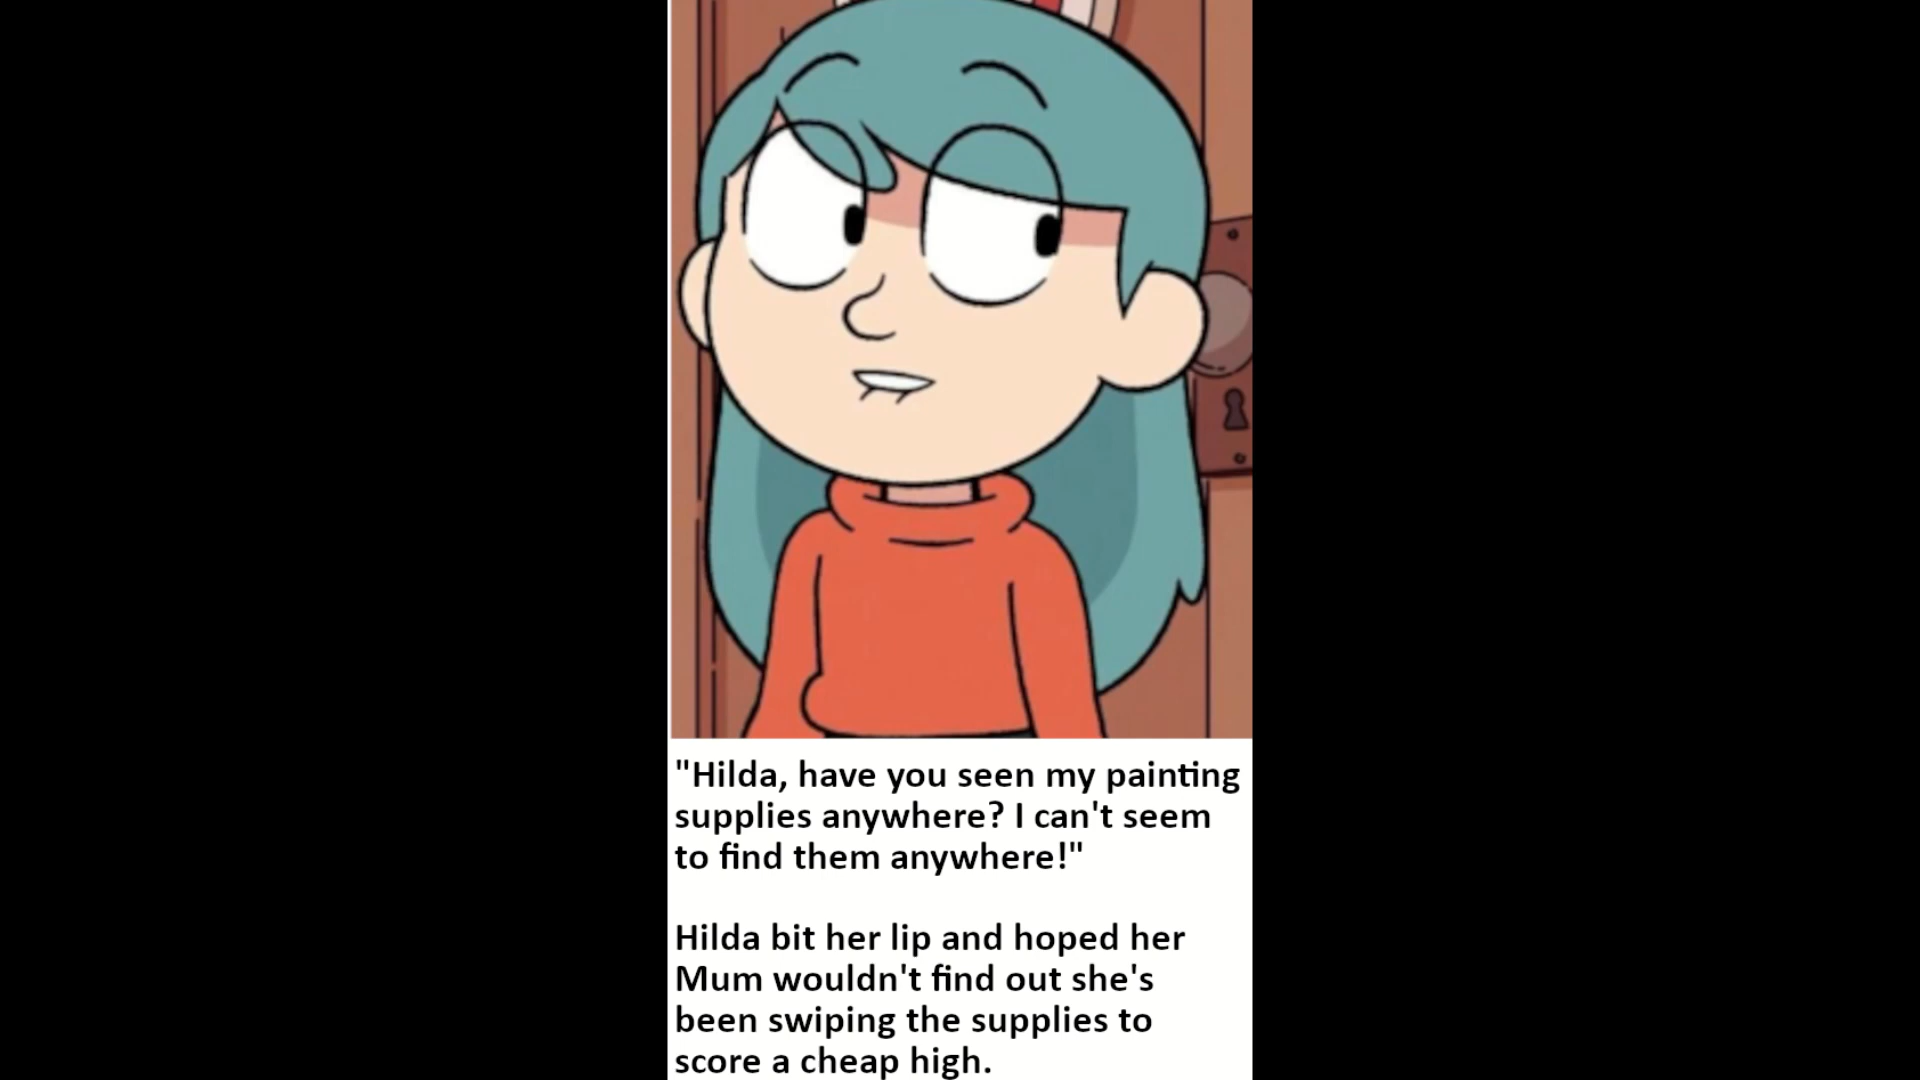 "Hilda, have you seen my painting
supplies anywhere? I can't seem
to find them anywhere!"
Hilda bit her lip and hoped her
Mum wouldn't find out she's
been swiping the supplies to
score a cheap high.